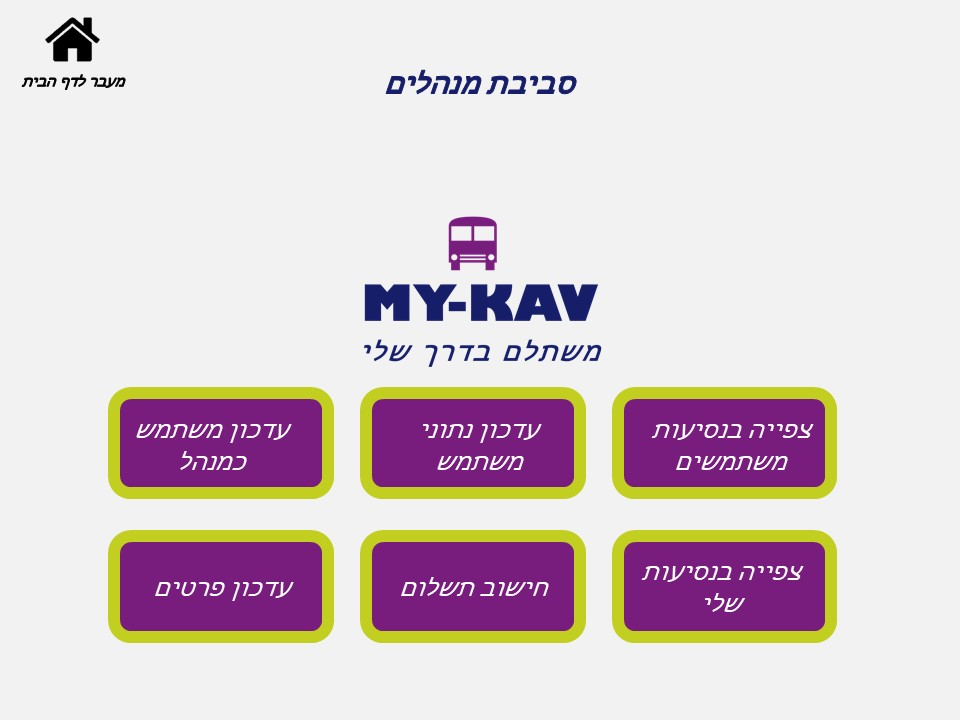 מעבר לדף הבית
סביבת מנהלים
MY-KAV
משתלם בדרך שלי
צפייה בנסיעות
משתמשים
עדכון נתוני
משתמש
עדכון משתמש
כמנהל
צפייה בנסיעות
שלי
חישוב תשלום
עדכון פרטים